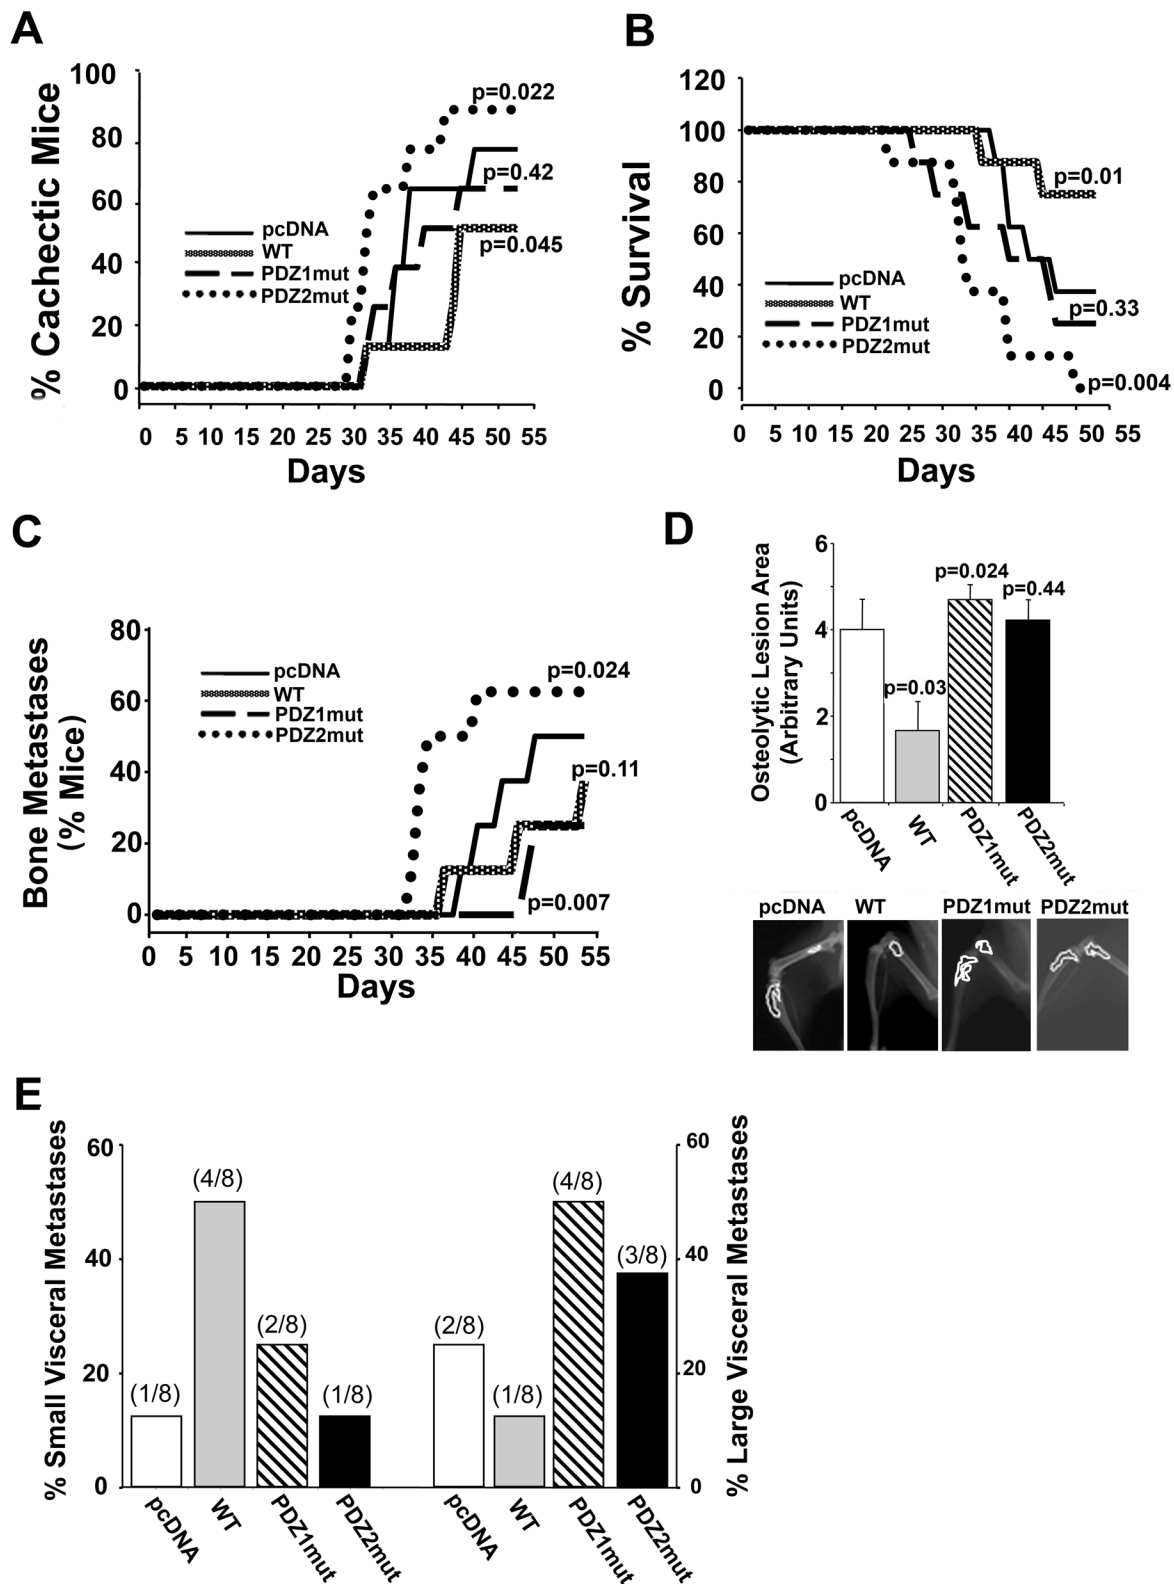 A
% Cachectic Mice
100
80
60
40
20
0
pcDNA
WT
PDZ1mut
PDZ2mut
p=0.022
p=0.42
p=0.045
0 5 10 15 20 25 30 35 40 45 50 55
Days
B
% Survival
120
100
80
60
40
20
0
pcDNA
WT
PDZ1mut
PDZ2mut
p=0.01
p=0.33
p=0.004
0 5 10 15 20 25 30 35 40 45 50 55
Days
C
Bone Metastases
(% Mice)
80
60
40
20
0
pcDNA
WT
PDZ1mut
PDZ2mut
p=0.024
p=0.11
p=0.007
0 5 10 15 20 25 30 35 40 45 50 55
Days
D
Osteolytic Lesion Area
(Arbitrary Units)
6
4
2
0
p=0.03
p=0.024
p=0.44
pcDNA
WT
PDZ1mut
PDZ2mut
pcDNA WT PDZ1mut PDZ2mut
E
% Small Visceral Metastases
60
40
20
0
(1/8)
(4/8)
(2/8)
(1/8)
(2/8)
(1/8)
(4/8)
(3/8)
pcDNA
WT
PDZ1mut
PDZ2mut
pcDNA
WT
PDZ1mut
PDZ2mut
60
40
20
0
% Large Visceral Metastases